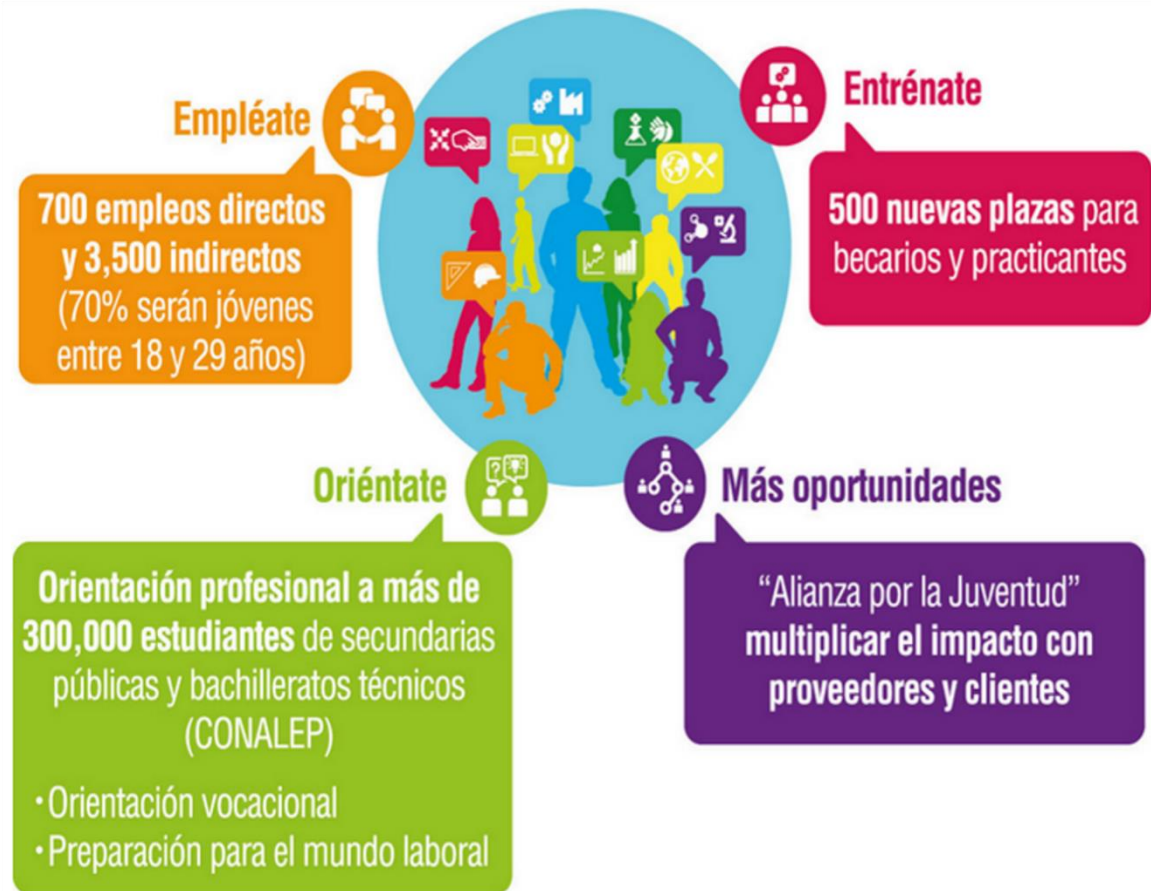 Empléate
700 empleos directos
y 3,500 indirectos
(70% serán jóvenes
entre 18 y 29 años)
Entrénate
500 nuevas plazas para
becarios y practicantes
Oriéntate
Orientación profesional a más de
300,000 estudiantes de secundarias
públicas y bachilleratos técnicos
(CONALEP)
• Orientación vocacional
• Preparación para el mundo laboral
Más oportunidades
“Alianza por la Juventud”
multiplicar el impacto con
proveedores y clientes